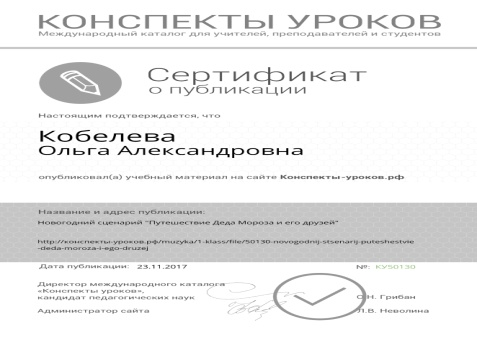 КОНСПЕКТЫ УРОКОВ
Международный каталог для учителей, преподавателей и студентов
Сертификат
о публикации
Настоящим подтверждается, что
Кобелева
Ольга Александровна
опубликовал(а) учебный материал на сайте Конспекты-уроков.рф
Название и адрес публикации:
Новогодний сценарий "Путешествие Деда Мороза и его друзей"
http://конспекты-уроков.рф/muzyka/1-klass/file/50130-novogodnij-stsenarij-puteshestvie
-deda-moroza-i-ego-druzej
Дата публикации: 23.11.2017 №: КУ50130
Директор международного каталога
«Конспекты уроков»,
кандидат педагогических наук О.Н. Грибан
Администратор сайта Л.В. Неволина